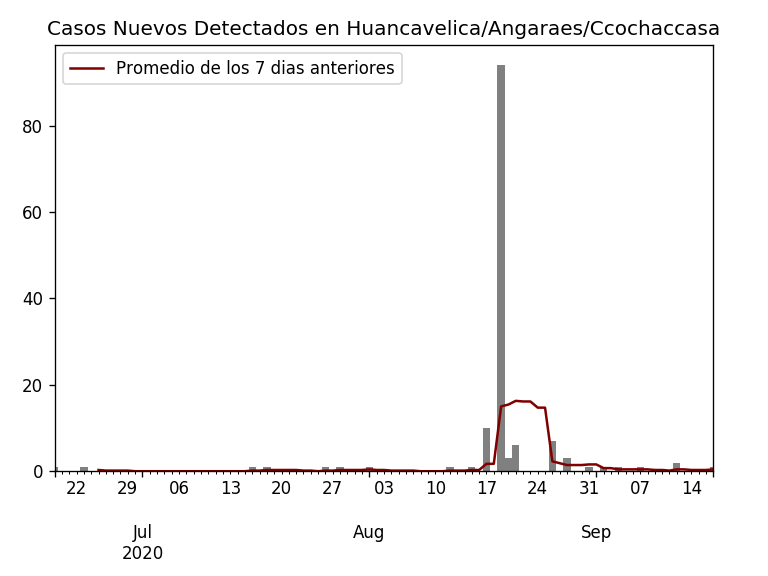 Casos Nuevos Detectados en Huancavelica/Angaraes/Ccochaccasa
Promedio de los 7 dias anteriores
80
60
40
20
0
22 29 06 13 20 27 03 10 17 24 31 07 14
Jul Aug Sep
2020